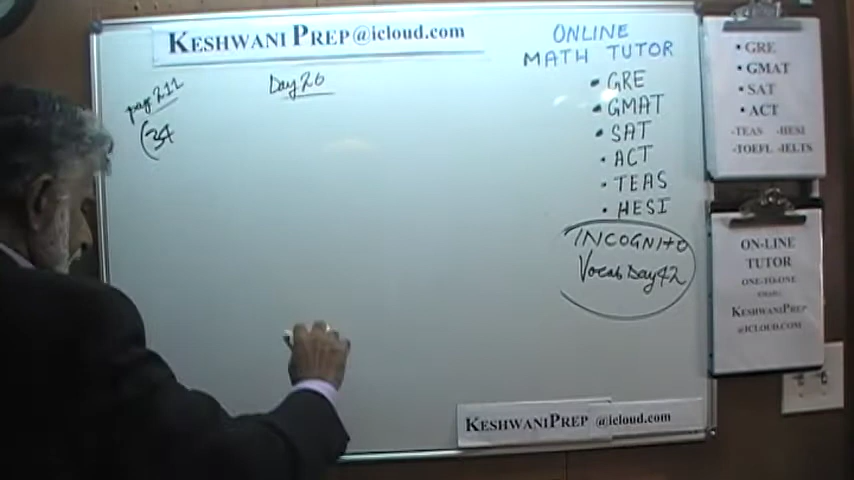 KESHWANI PREP@icloud.com
Day 26
page 211
(34
ONLINE
MATH TUTOR
• GRE
• GMAT
• SAT
• ACT
• TEAS
• HESI
INCOGNITO
Vocab Day 42
KESHWANIPREP @icloud.com
• GRE
• GMAT
• SAT
• ACT
-TEAS -HESI
-TOEFL -IELTS
ON-LINE
TUTOR
ONE-TO-ONE
KESHWANIPREP
@ICLOUD.COM